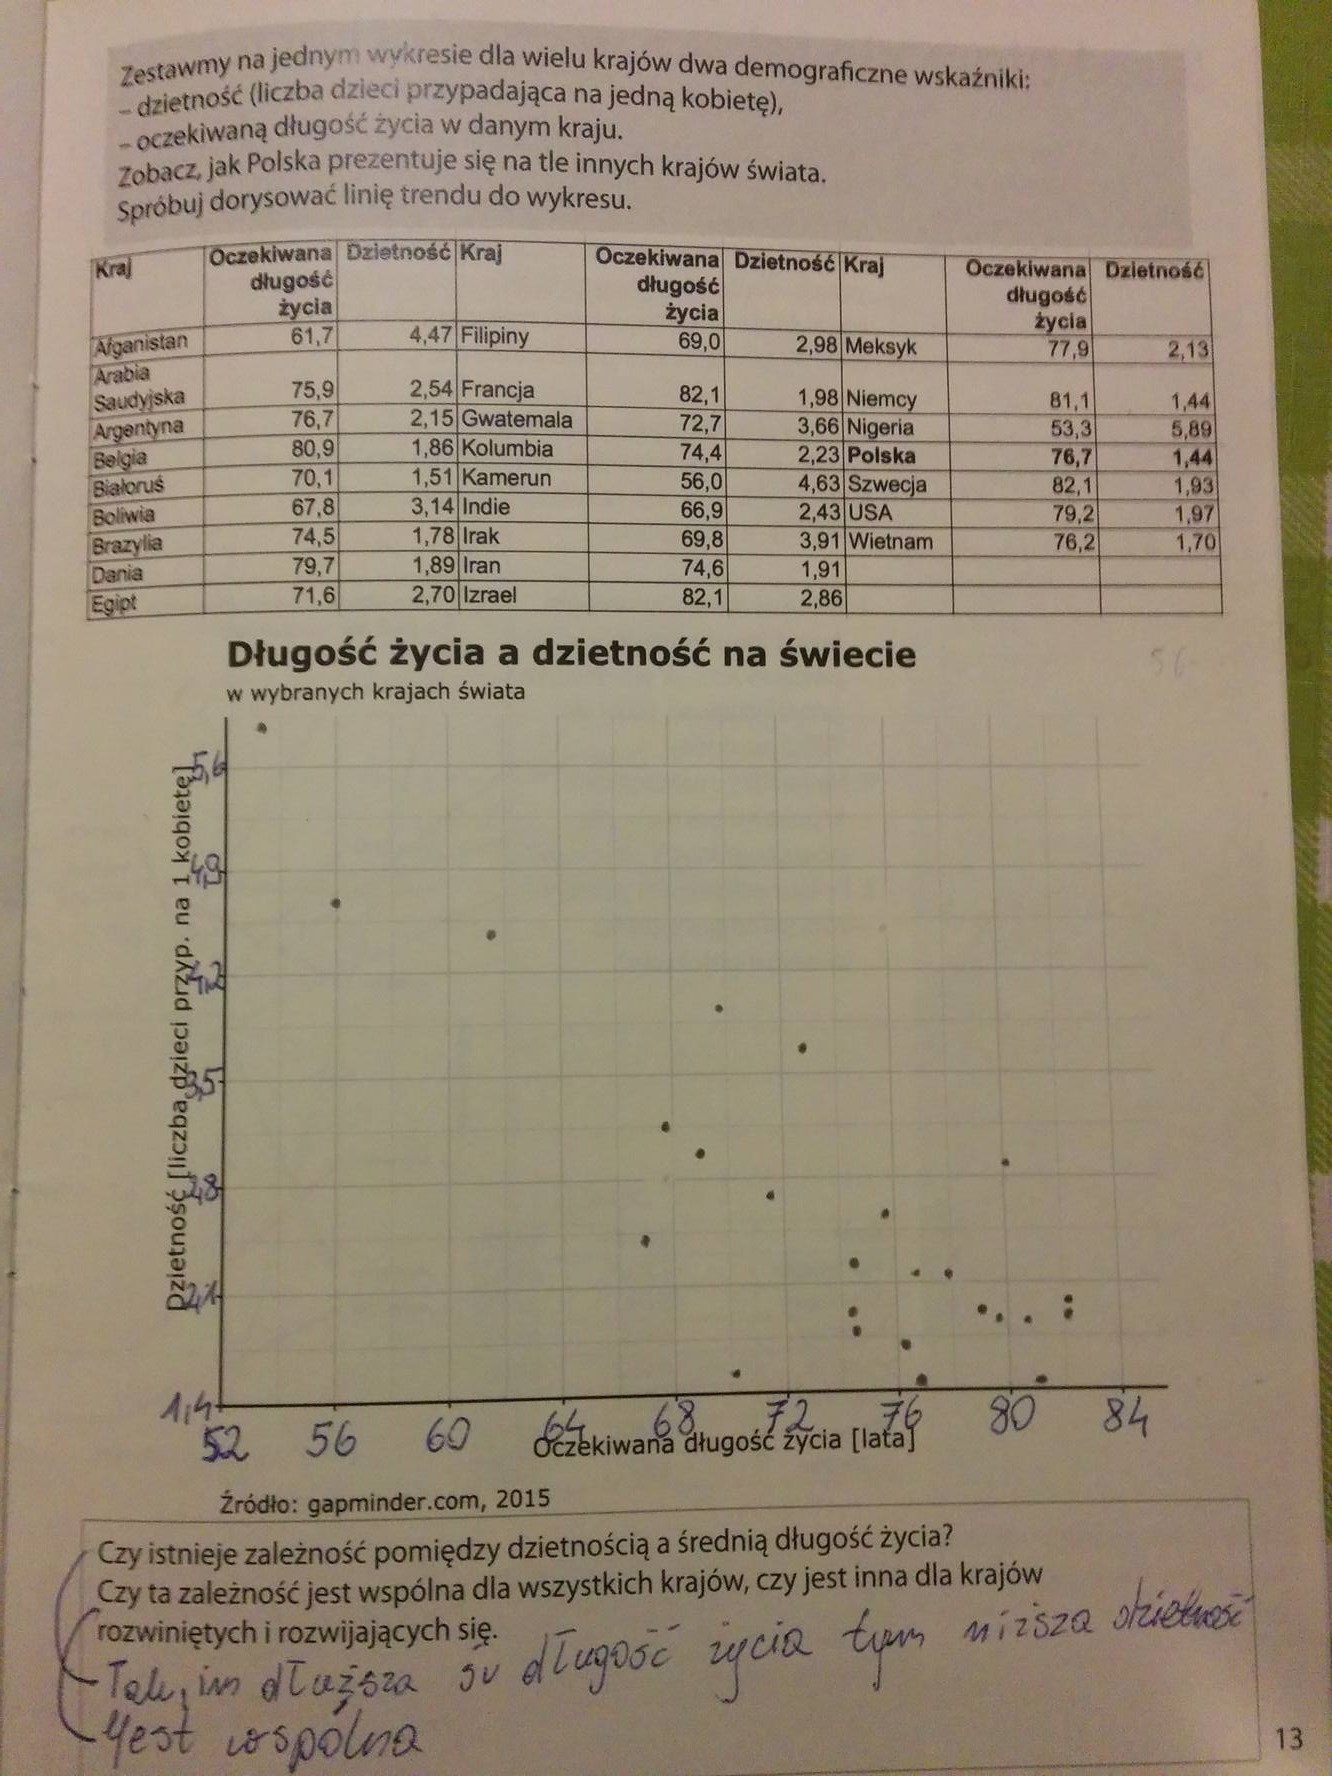 Zestawmy na jednym wykresie dla wielu krajów dwa demograficzne wskaźniki:
– dzietność (liczba dzieci przypadająca na jedną kobietę),
– oczekiwaną długość życia w danym kraju.
Zobacz, jak Polska prezentuje się na tle innych krajów świata.
Spróbuj dorysować linię trendu do wykresu.
Kraj Oczekiwana długość życia Dzietność Kraj Oczekiwana długość życia Dzietność Kraj Oczekiwana długość życia Dzietność
Afganistan 61,7 4,47 Filipiny 69,0 2,98 Meksyk 77,9 2,13
Arabia Saudyjska 75,9 2,54 Francja 82,1 1,98 Niemcy 81,1 1,44
Argentyna 76,7 2,15 Gwatemala 72,7 3,66 Nigeria 53,3 5,89
Belgia 80,9 1,86 Kolumbia 74,4 2,23 Polska 76,7 1,44
Białoruś 70,1 1,51 Kamerun 56,0 4,63 Szwecja 82,1 1,93
Boliwia 67,8 3,14 Indie 66,9 2,43 USA 79,2 1,97
Brazylia 74,5 1,78 Irak 69,8 3,91 Wietnam 76,2 1,70
Dania 79,7 1,89 Iran 74,6 1,91
Egipt 71,6 2,70 Izrael 82,1 2,86
Długość życia a dzietność na świecie
w wybranych krajach świata
56
Dzietność [liczba dzieci przyp. na 1 kobietę]
5,6
4,9
4,2
3,5
2,8
2,1
1,4
52 56 60 64 68 72 76 80 84
Oczekiwana długość życia [lata]
Źródło: gapminder.com, 2015
Czy istnieje zależność pomiędzy dzietnością a średnią długość życia?
Czy ta zależność jest wspólna dla wszystkich krajów, czy jest inna dla krajów
rozwiniętych i rozwijających się.
- Tak, im dłuższa śr długość życia tym niższa dzietność
- Jest wspólna
13